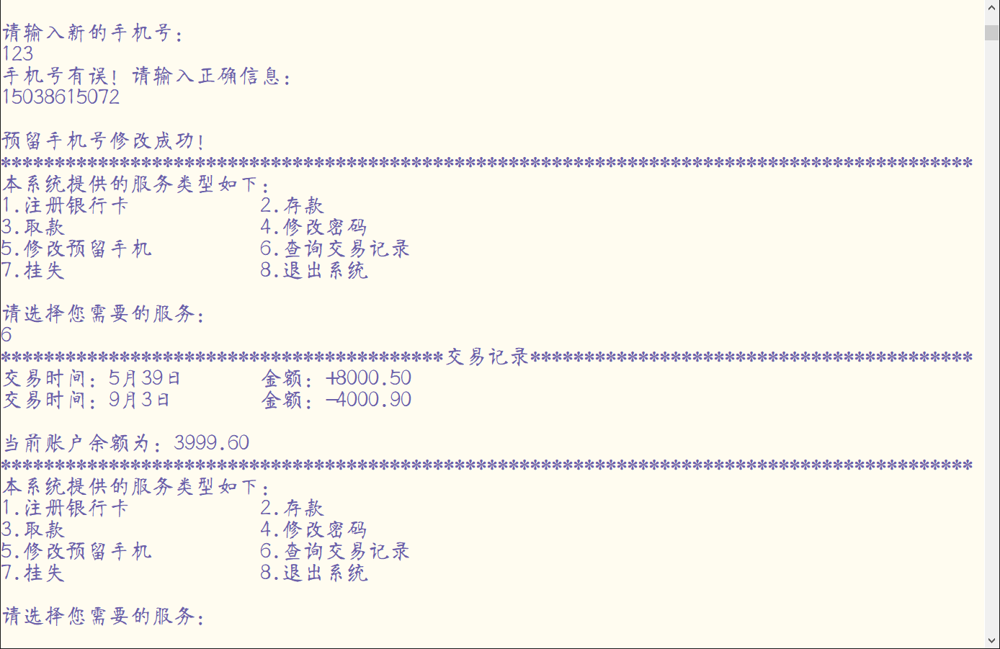 请输入新的手机号：
123
手机号有误！请输入正确信息：
15038615072
预留手机号修改成功！
******************************************************************************************
本系统提供的服务类型如下：
1.注册银行卡 2.存款
3.取款 4.修改密码
5.修改预留手机 6.查询交易记录
7.挂失 8.退出系统
请选择您需要的服务：
6
*****************************************交易记录*****************************************
交易时间：5月39日 金额：+8000.50
交易时间：9月3日 金额：-4000.90
当前账户余额为：3999.60
******************************************************************************************
本系统提供的服务类型如下：
1.注册银行卡 2.存款
3.取款 4.修改密码
5.修改预留手机 6.查询交易记录
7.挂失 8.退出系统
请选择您需要的服务：